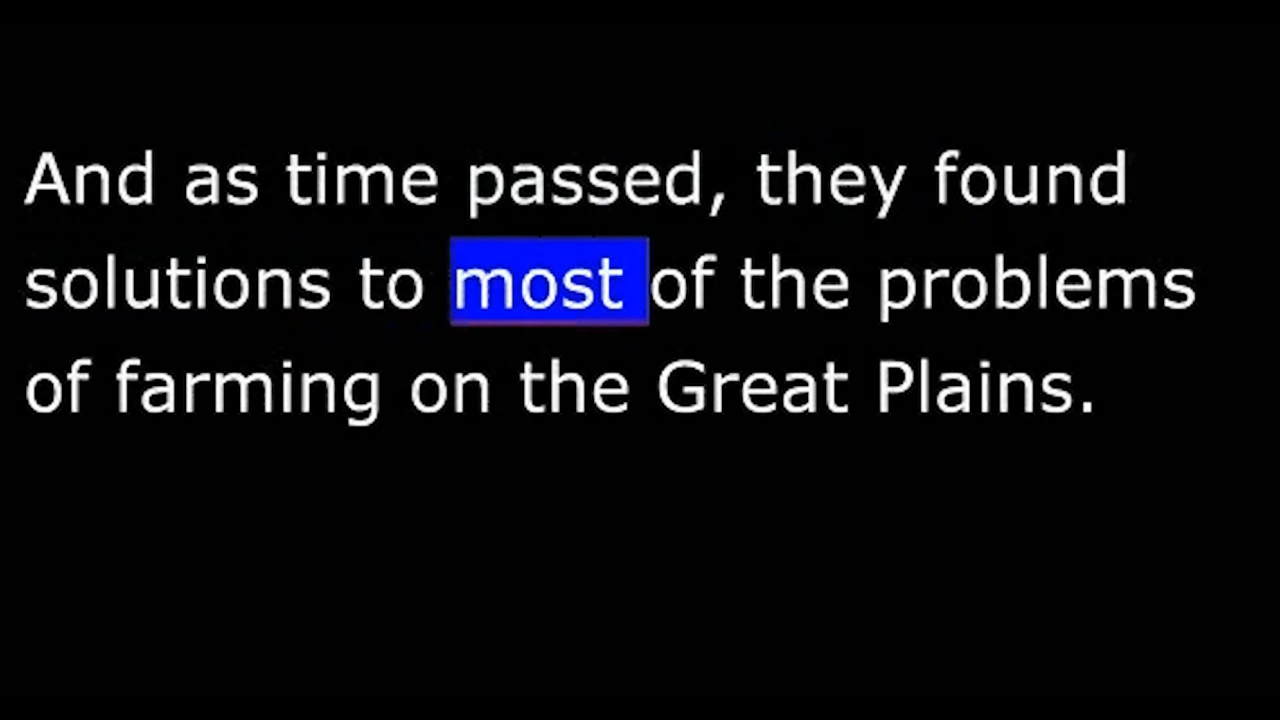 And as time passed, they found
solutions to most of the problems
of farming on the Great Plains.